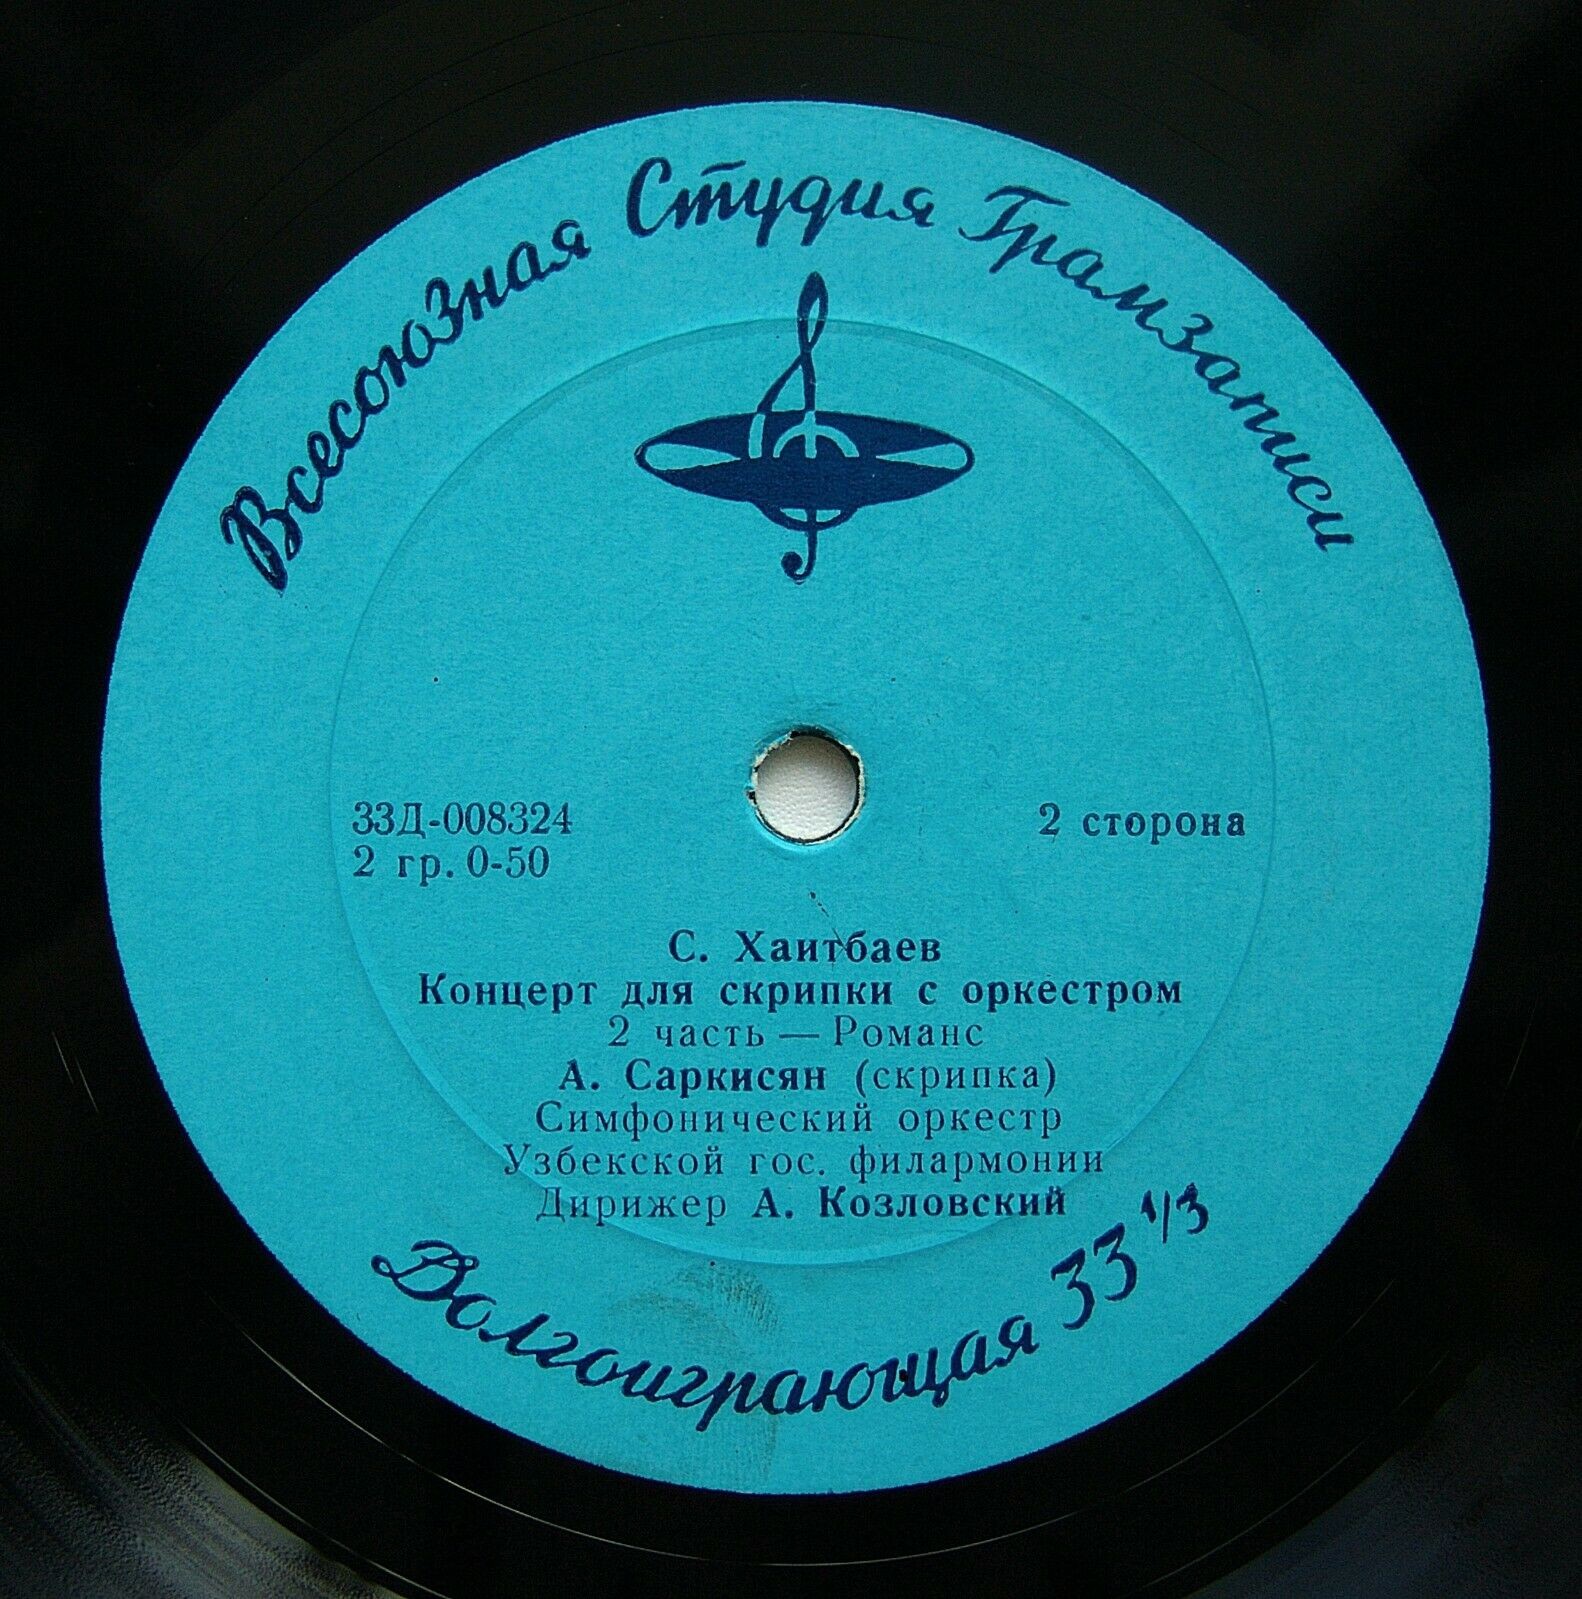 Всесоюзная Студия Грамзаписи
33Д-008324
2 гр. 0-50
2 сторона
С. Хаитбаев
Концерт для скрипки с оркестром
2 часть — Романс
А. Саркисян (скрипка)
Симфонический оркестр
Узбекской гос. филармонии
Дирижер А. Козловский
Долгоиграющая 33 1/3